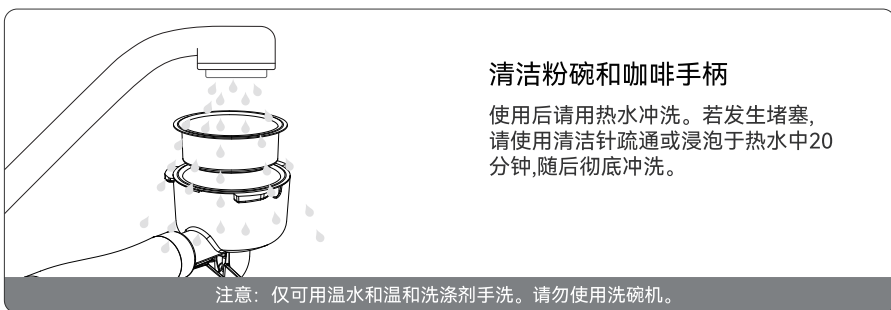 清洁粉碗和咖啡手柄
使用后请用热水冲洗。若发生堵塞,
请使用清洁针疏通或浸泡于热水中20
分钟,随后彻底冲洗。
注意：仅可用温水和温和洗涤剂手洗。请勿使用洗碗机。